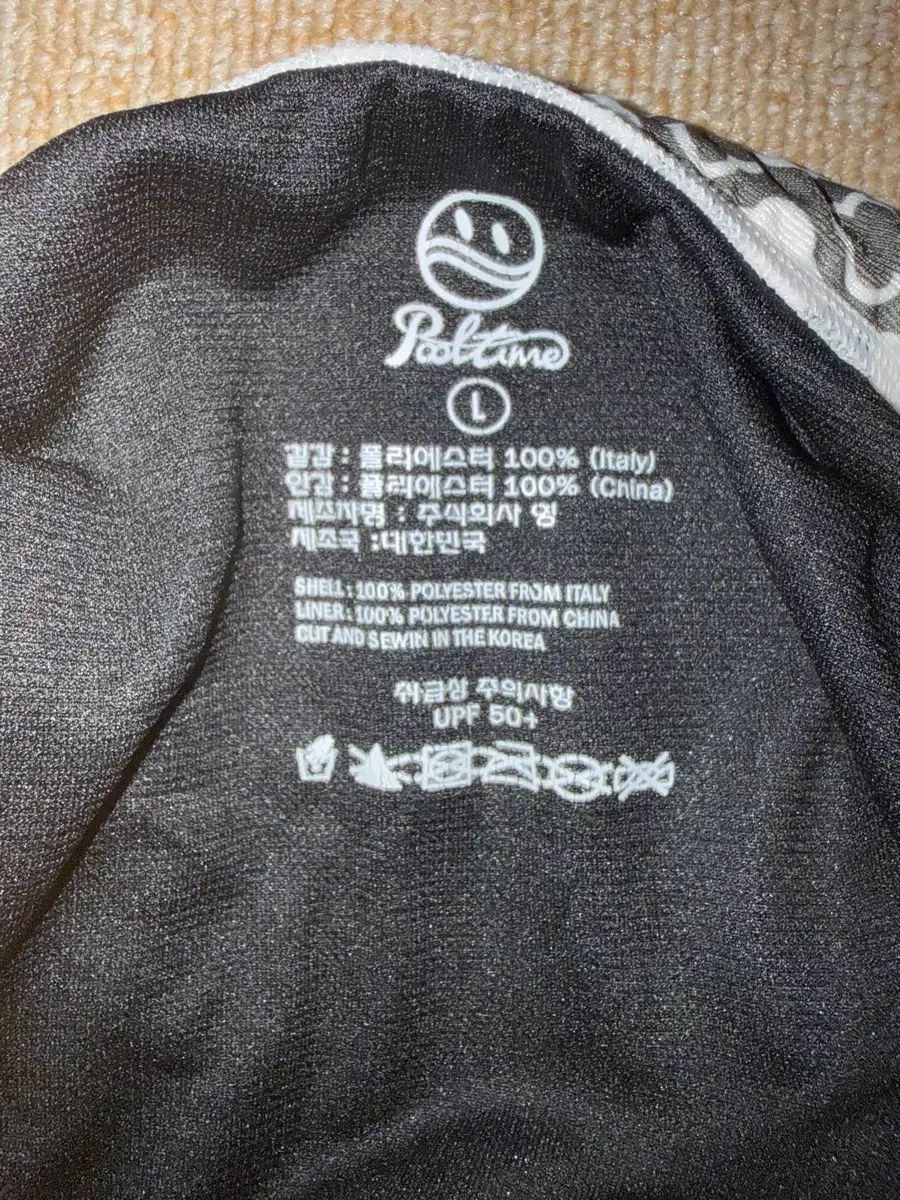 Pooltime
L
겉감 : 폴리에스터 100% (Italy)
안감 : 폴리에스터 100% (China)
제조자명 : 주식회사 엥
제조국 :대한민국
SHELL: 100% POLYESTER FROM ITALY
LINER: 100% POLYESTER FROM CHINA
CUT AND SEWIN IN THE KOREA
취급상 주의사항
UPF 50+